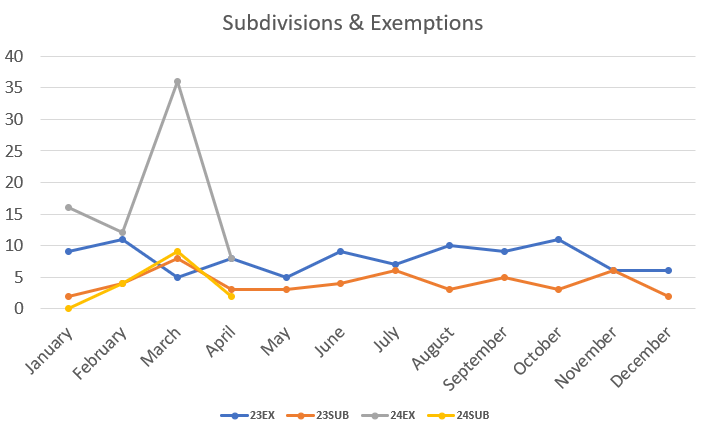 Subdivisions & Exemptions
40
35
30
25
20
15
10
5
0
January
February
March
April
May
June
July
August
September
October
November
December
23EX 23SUB 24EX 24SUB